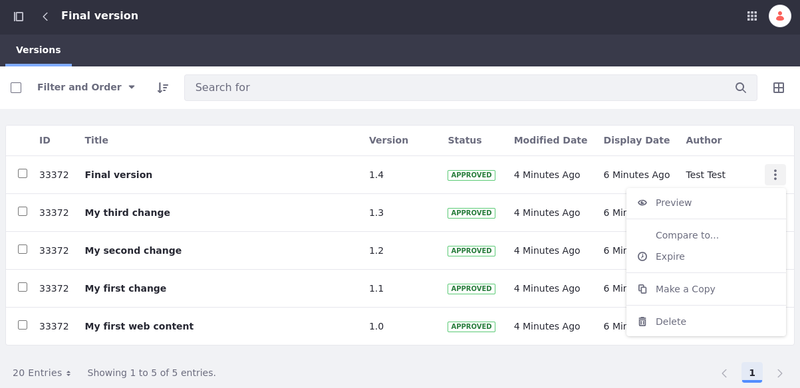 Final version
Versions
Filter and Order
Search for
ID Title Version Status Modified Date Display Date Author
33372 Final version 1.4 APPROVED 4 Minutes Ago 6 Minutes Ago Test Test
33372 My third change 1.3 APPROVED 4 Minutes Ago 6 Min
33372 My second change 1.2 APPROVED 4 Minutes Ago 6 Min
33372 My first change 1.1 APPROVED 4 Minutes Ago 6 Min
33372 My first web content 1.0 APPROVED 4 Minutes Ago 6 Min
Preview
Compare to...
Expire
Make a Copy
Delete
20 Entries Showing 1 to 5 of 5 entries. 1